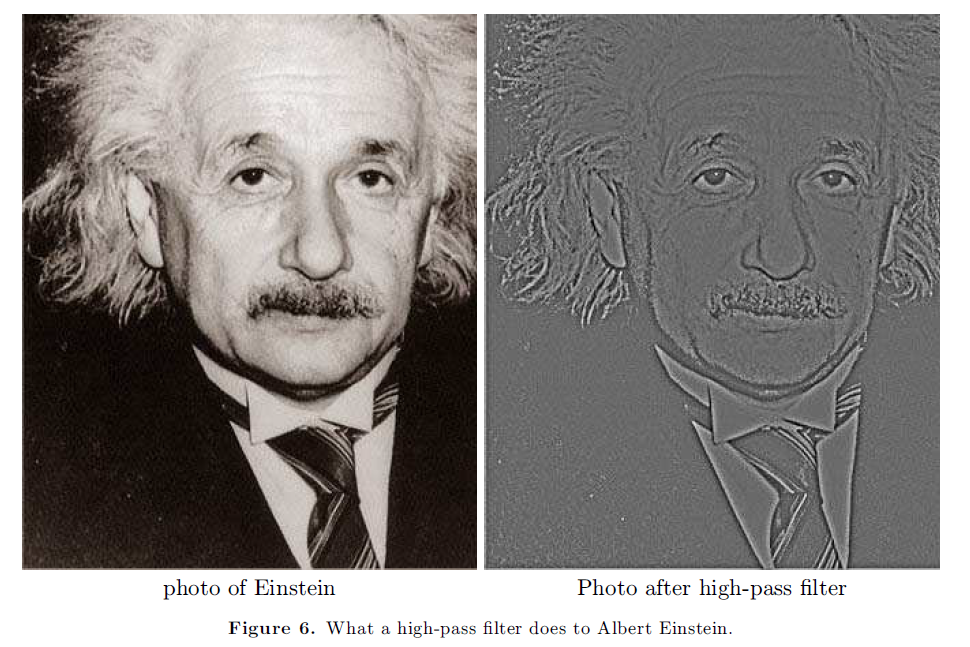 photo of Einstein
Photo after high-pass filter
Figure 6. What a high-pass filter does to Albert Einstein.